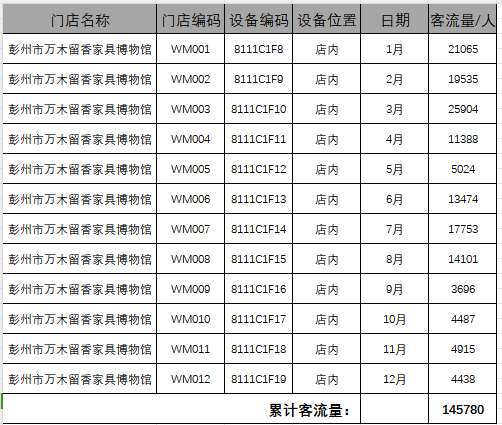 门店名称 门店编码 设备编码 设备位置 日期 客流量/人
彭州市万木留香家具博物馆 WM001 8111C1F8 店内 1月 21065
彭州市万木留香家具博物馆 WM002 8111C1F9 店内 2月 19535
彭州市万木留香家具博物馆 WM003 8111C1F10 店内 3月 25904
彭州市万木留香家具博物馆 WM004 8111C1F11 店内 4月 11388
彭州市万木留香家具博物馆 WM005 8111C1F12 店内 5月 5024
彭州市万木留香家具博物馆 WM006 8111C1F13 店内 6月 13474
彭州市万木留香家具博物馆 WM007 8111C1F14 店内 7月 17753
彭州市万木留香家具博物馆 WM008 8111C1F15 店内 8月 14101
彭州市万木留香家具博物馆 WM009 8111C1F16 店内 9月 3696
彭州市万木留香家具博物馆 WM010 8111C1F17 店内 10月 4487
彭州市万木留香家具博物馆 WM011 8111C1F18 店内 11月 4915
彭州市万木留香家具博物馆 WM012 8111C1F19 店内 12月 4438
累计客流量： 145780